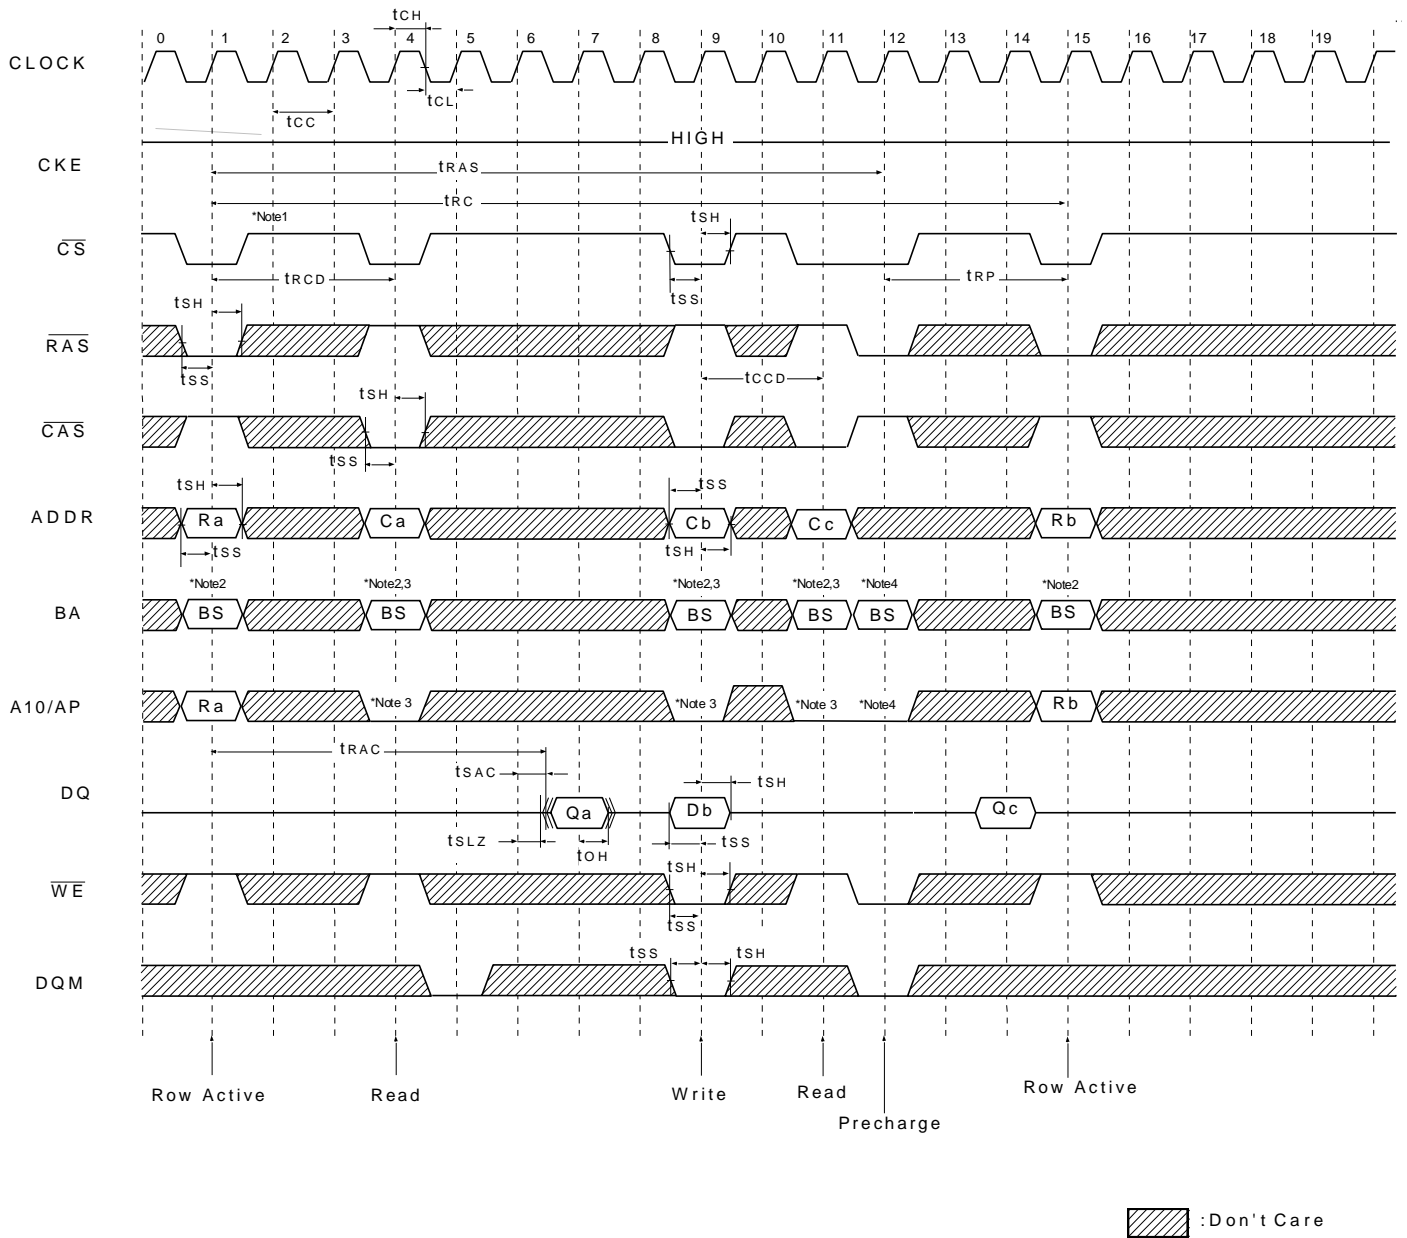 tCH
0 1 2 3 4 5 6 7 8 9 10 11 12 13 14 15 16 17 18 19
CLOCK
tCL
tCC
HIGH
CKE
tRAS
tRC
*Note1
tSH
CS
tRCD
tRP
tSS
tSH
RAS
tSS
tCCD
tSH
CAS
tSS
tSH
tSS
ADDR
Ra Ca Cb Cc Rb
tSS
tSH
*Note2 *Note2,3 *Note2,3 *Note2,3 *Note4 *Note2
BA
BS BS BS BS BS BS
A10/AP
Ra *Note 3 *Note 3 *Note 3 *Note4 Rb
tRAC
tSAC
tSH
DQ
Qa Db Qc
tSLZ
tOH
tSS
tSH
WE
tSS
tSS
tSH
DQM
Row Active Read Write Read Row Active
Precharge
:Don't Care